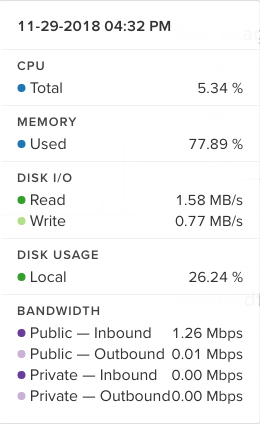 11-29-2018 04:32 PM
CPU
Total 5.34 %
MEMORY
Used 77.89 %
DISK I/O
Read 1.58 MB/s
Write 0.77 MB/s
DISK USAGE
Local 26.24 %
BANDWIDTH
Public — Inbound 1.26 Mbps
Public — Outbound 0.01 Mbps
Private — Inbound 0.00 Mbps
Private — Outbound 0.00 Mbps